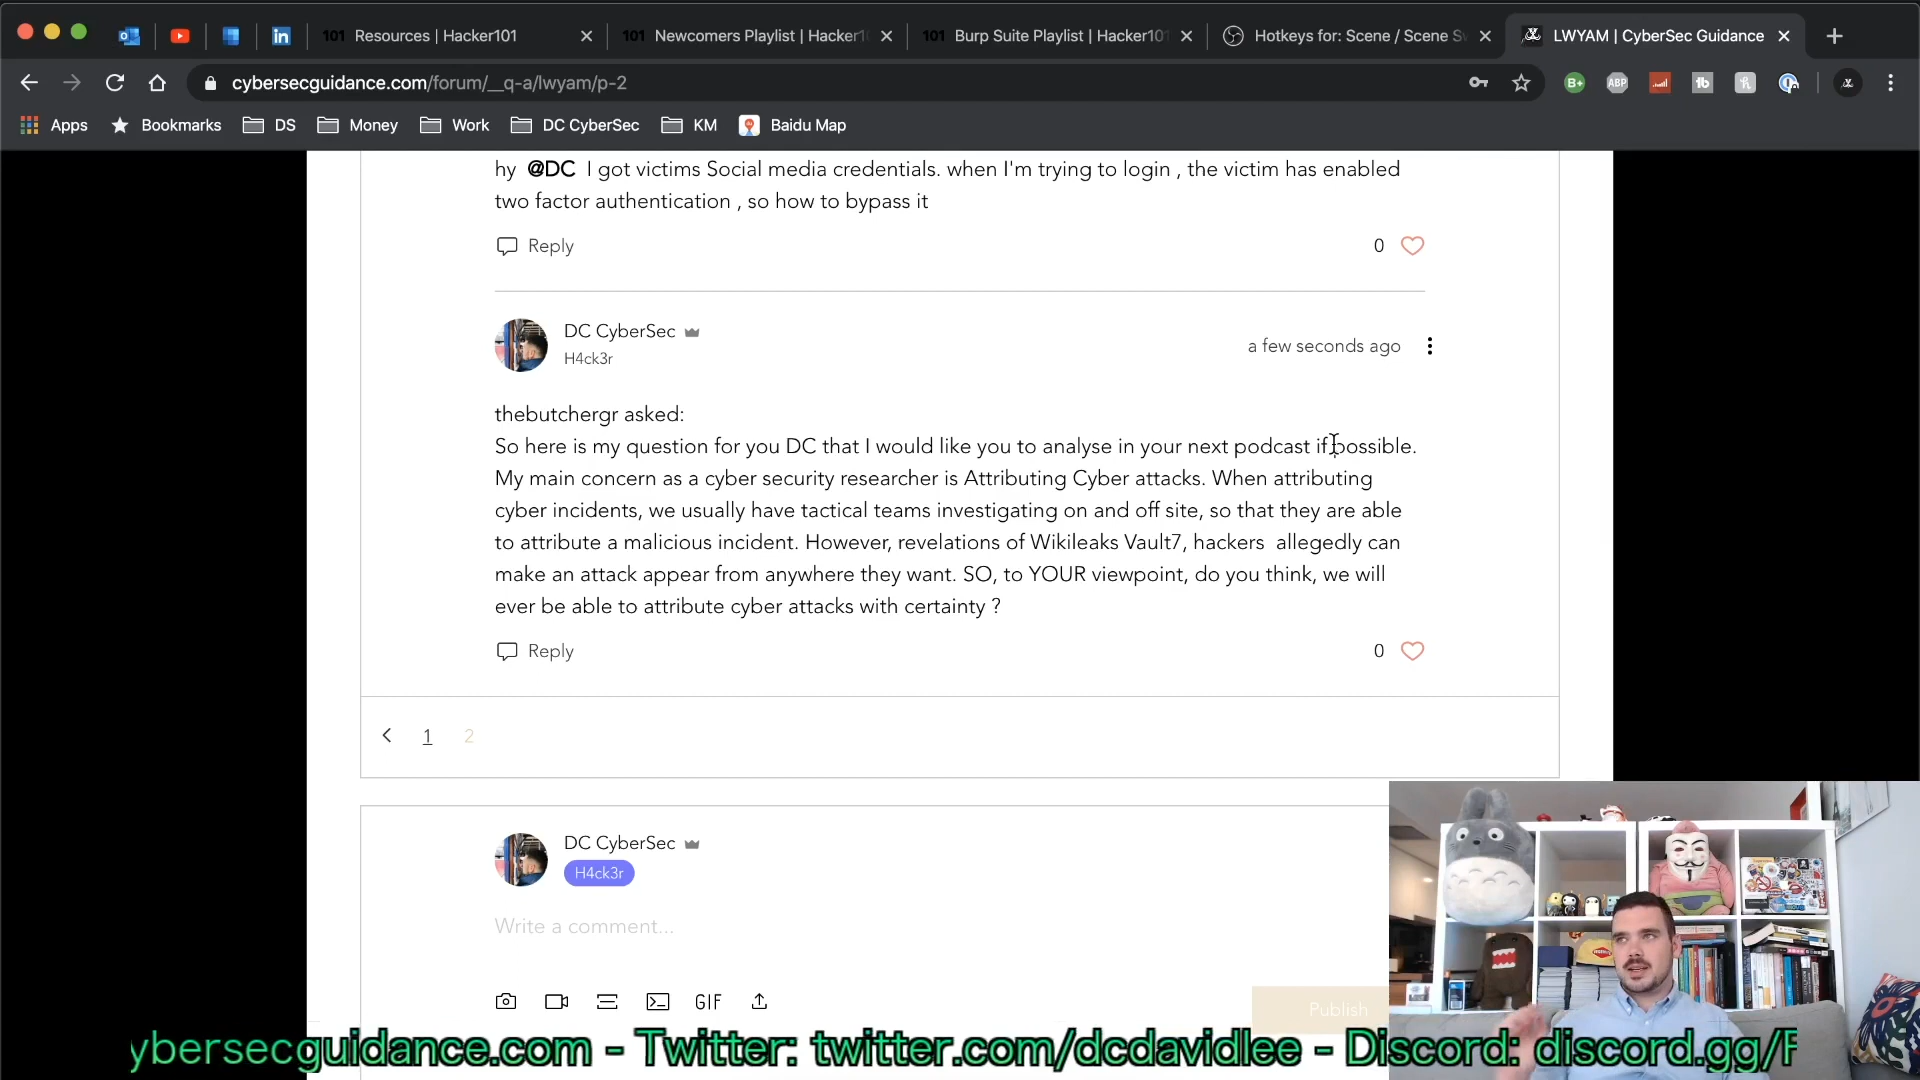 101 Resources | Hacker101
101 Newcomers Playlist | Hacker1
101 Burp Suite Playlist | Hacker101
Hotkeys for: Scene / Scene S
LWYAM | CyberSec Guidance
cybersecguidance.com/forum/__q-a/lwyam/p-2
Apps Bookmarks DS Money Work DC CyberSec KM Baidu Map
hy @DC I got victims Social media credentials. when I'm trying to login , the victim has enabled
two factor authentication , so how to bypass it
Reply 0
DC CyberSec
H4ck3r
a few seconds ago
thebutchergr asked:
So here is my question for you DC that I would like you to analyse in your next podcast if possible.
My main concern as a cyber security researcher is Attributing Cyber attacks. When attributing
cyber incidents, we usually have tactical teams investigating on and off site, so that they are able
to attribute a malicious incident. However, revelations of Wikileaks Vault7, hackers allegedly can
make an attack appear from anywhere they want. SO, to YOUR viewpoint, do you think, we will
ever be able to attribute cyber attacks with certainty ?
Reply 0
1 2
DC CyberSec
H4ck3r
Write a comment...
GIF
Publish
ybersecguidance.com - Twitter: twitter.com/dcdavidlee - Discord: discord.gg/